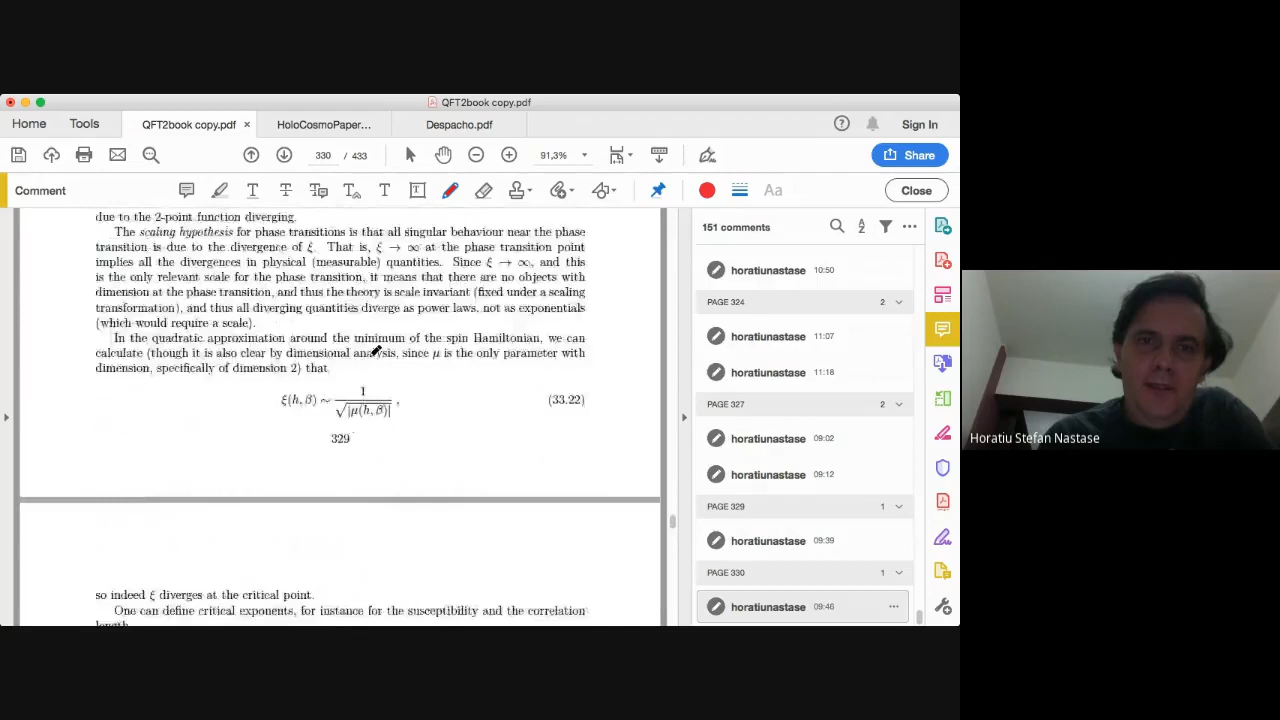 QFT2book copy.pdf
Home Tools QFT2book copy.pdf × HoloCosmoPaper... Despacho.pdf Sign In
330 / 433 91,3% Share
Comment Close
due to the 2-point function diverging.
The scaling hypothesis for phase transitions is that all singular behaviour near the phase
transition is due to the divergence of ξ. That is, ξ → ∞ at the phase transition point
implies all the divergences in physical (measurable) quantities. Since ξ → ∞, and this
is the only relevant scale for the phase transition, it means that there are no objects with
dimension at the phase transition, and thus the theory is scale invariant (fixed under a scaling
transformation), and thus all diverging quantities diverge as power laws, not as exponentials
(which would require a scale).
In the quadratic approximation around the minimum of the spin Hamiltonian, we can
calculate (though it is also clear by dimensional analysis, since μ is the only parameter with
dimension, specifically of dimension 2) that
ξ(h, β) ~ 1 / √|μ(h, β)| , (33.22)
329
so indeed ξ diverges at the critical point.
One can define critical exponents, for instance for the susceptibility and the correlation
length
151 comments
horatiunastase 10:50
PAGE 324 2
horatiunastase 11:07
horatiunastase 11:18
PAGE 327 2
horatiunastase 09:02
horatiunastase 09:12
PAGE 329 1
horatiunastase 09:39
PAGE 330 1
horatiunastase 09:46
Horatiu Stefan Nastase